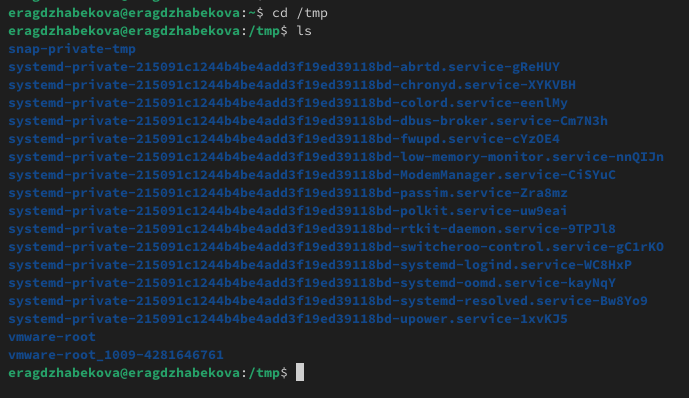 eragdzhabekova@eragdzhabekova:~$ cd /tmp
eragdzhabekova@eragdzhabekova:/tmp$ ls
snap-private-tmp
systemd-private-215091c1244b4be4add3f19ed39118bd-abrtd.service-gReHUY
systemd-private-215091c1244b4be4add3f19ed39118bd-chronyd.service-XYKVBH
systemd-private-215091c1244b4be4add3f19ed39118bd-colord.service-eenlMy
systemd-private-215091c1244b4be4add3f19ed39118bd-dbus-broker.service-Cm7N3h
systemd-private-215091c1244b4be4add3f19ed39118bd-fwupd.service-cYzOE4
systemd-private-215091c1244b4be4add3f19ed39118bd-low-memory-monitor.service-nnQIJn
systemd-private-215091c1244b4be4add3f19ed39118bd-ModemManager.service-CiSYuC
systemd-private-215091c1244b4be4add3f19ed39118bd-passim.service-Zra8mz
systemd-private-215091c1244b4be4add3f19ed39118bd-polkit.service-uw9eai
systemd-private-215091c1244b4be4add3f19ed39118bd-rtkit-daemon.service-9TPJl8
systemd-private-215091c1244b4be4add3f19ed39118bd-switcheroo-control.service-gC1rKO
systemd-private-215091c1244b4be4add3f19ed39118bd-systemd-logind.service-WC8HxP
systemd-private-215091c1244b4be4add3f19ed39118bd-systemd-oomd.service-kayNqY
systemd-private-215091c1244b4be4add3f19ed39118bd-systemd-resolved.service-Bw8Yo9
systemd-private-215091c1244b4be4add3f19ed39118bd-upower.service-1xvKJ5
vmware-root
vmware-root_1009-4281646761
eragdzhabekova@eragdzhabekova:/tmp$